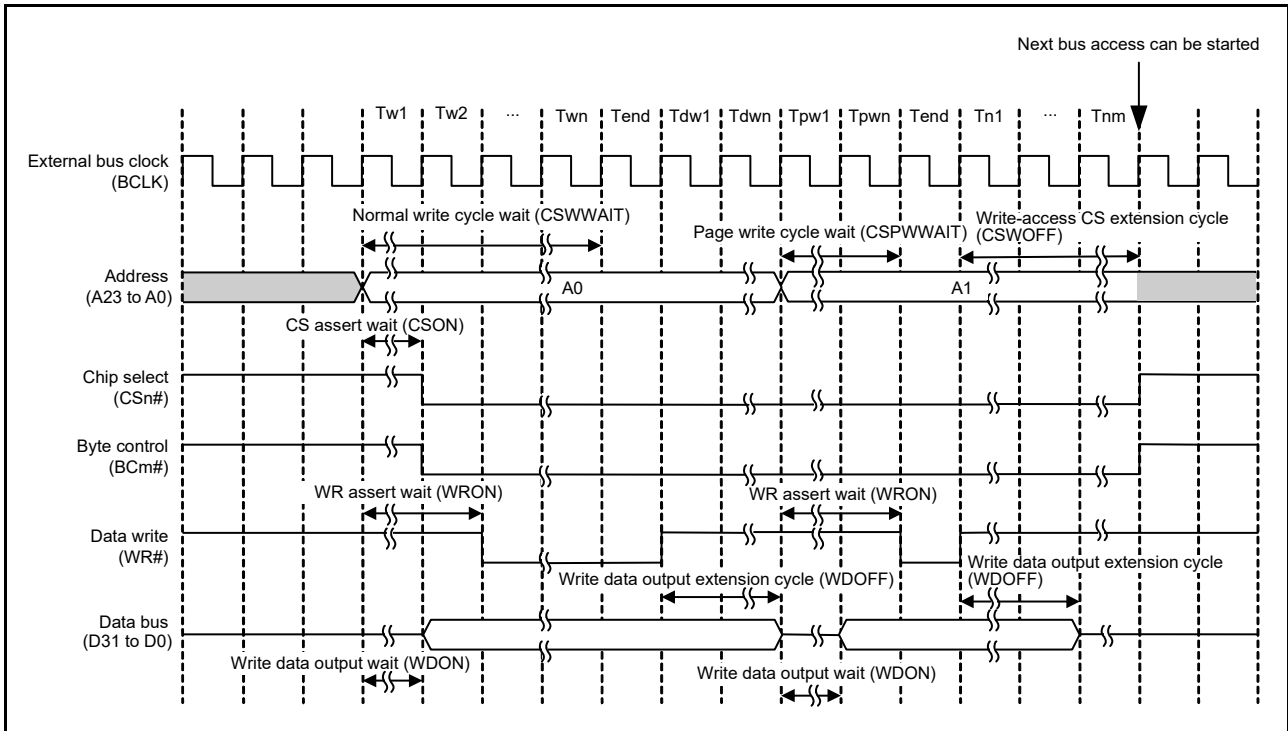 Next bus access can be started
Tw1 Tw2 ... Twn Tend Tdw1 Tdwn Tpw1 Tpwn Tend Tn1 ... Tnm
External bus clock
(BCLK)
Normal write cycle wait (CSWWAIT)
Page write cycle wait (CSPWWAIT)
Write-access CS extension cycle
(CSWOFF)
Address
(A23 to A0)
A0
A1
CS assert wait (CSON)
Chip select
(CSn#)
Byte control
(BCm#)
WR assert wait (WRON)
WR assert wait (WRON)
Data write
(WR#)
Write data output extension cycle (WDOFF)
Write data output extension cycle
(WDOFF)
Data bus
(D31 to D0)
Write data output wait (WDON)
Write data output wait (WDON)